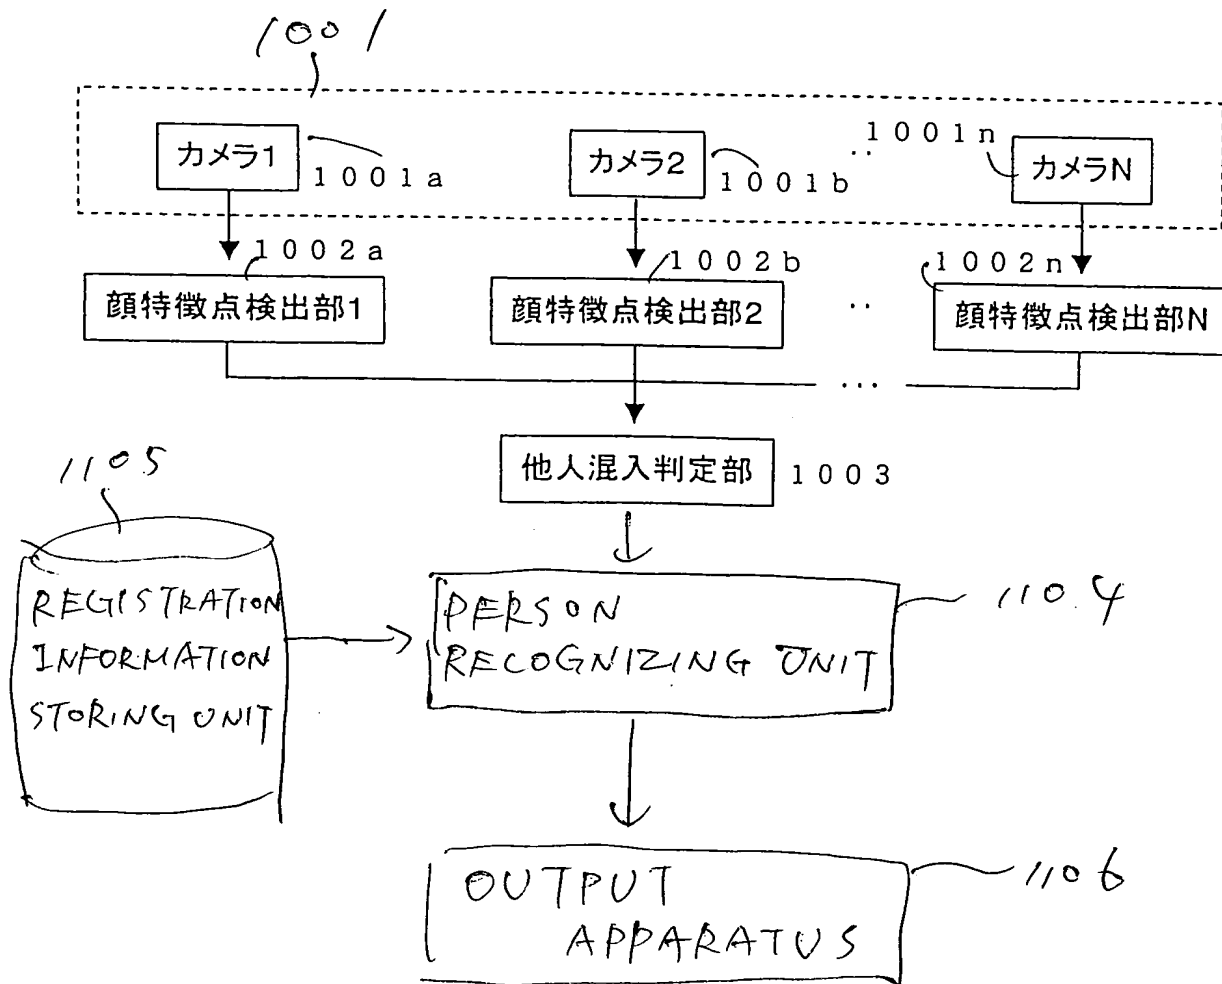 1001
カメラ1
1001a
カメラ2
1001b
‥
1001n
カメラN
1002a
顔特徴点検出部1
1002b
顔特徴点検出部2
‥
1002n
顔特徴点検出部N
...
他人混入判定部
1003
1105
REGISTRATION
INFORMATION
STORING UNIT
PERSON
RECOGNIZING UNIT
1104
OUTPUT
APPARATUS
1106